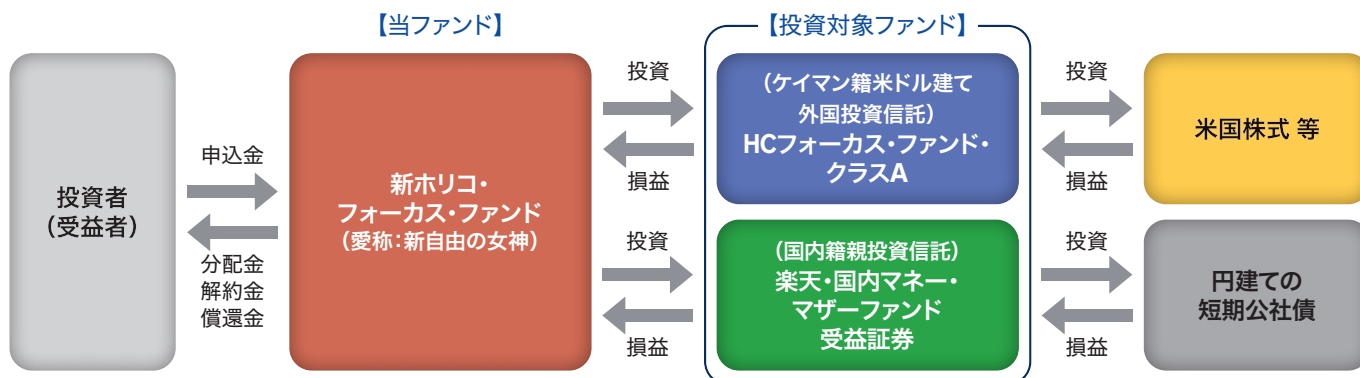 【当ファンド】
【投資対象ファンド】
投資者
（受益者）
申込金
分配金
解約金
償還金
新ホリコ・
フォーカス・ファンド
（愛称：新自由の女神）
投資
損益
投資
損益
（ケイマン籍米ドル建て
外国投資信託）
HCフォーカス・ファンド・
クラスA
（国内籍親投資信託）
楽天・国内マネー・
マザーファンド
受益証券
投資
損益
投資
損益
米国株式 等
円建ての
短期公社債